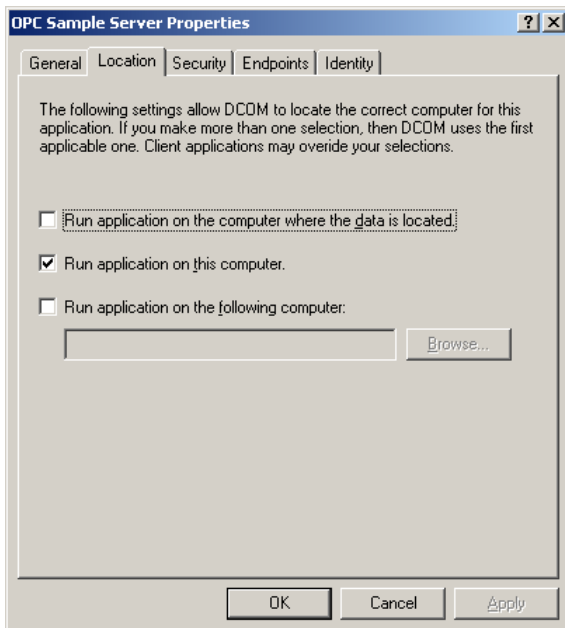 OPC Sample Server Properties
General Location Security Endpoints Identity
The following settings allow DCOM to locate the correct computer for this
application. If you make more than one selection, then DCOM uses the first
applicable one. Client applications may overide your selections.
Run application on the computer where the data is located.
Run application on this computer.
Run application on the following computer:
Browse...
OK Cancel Apply